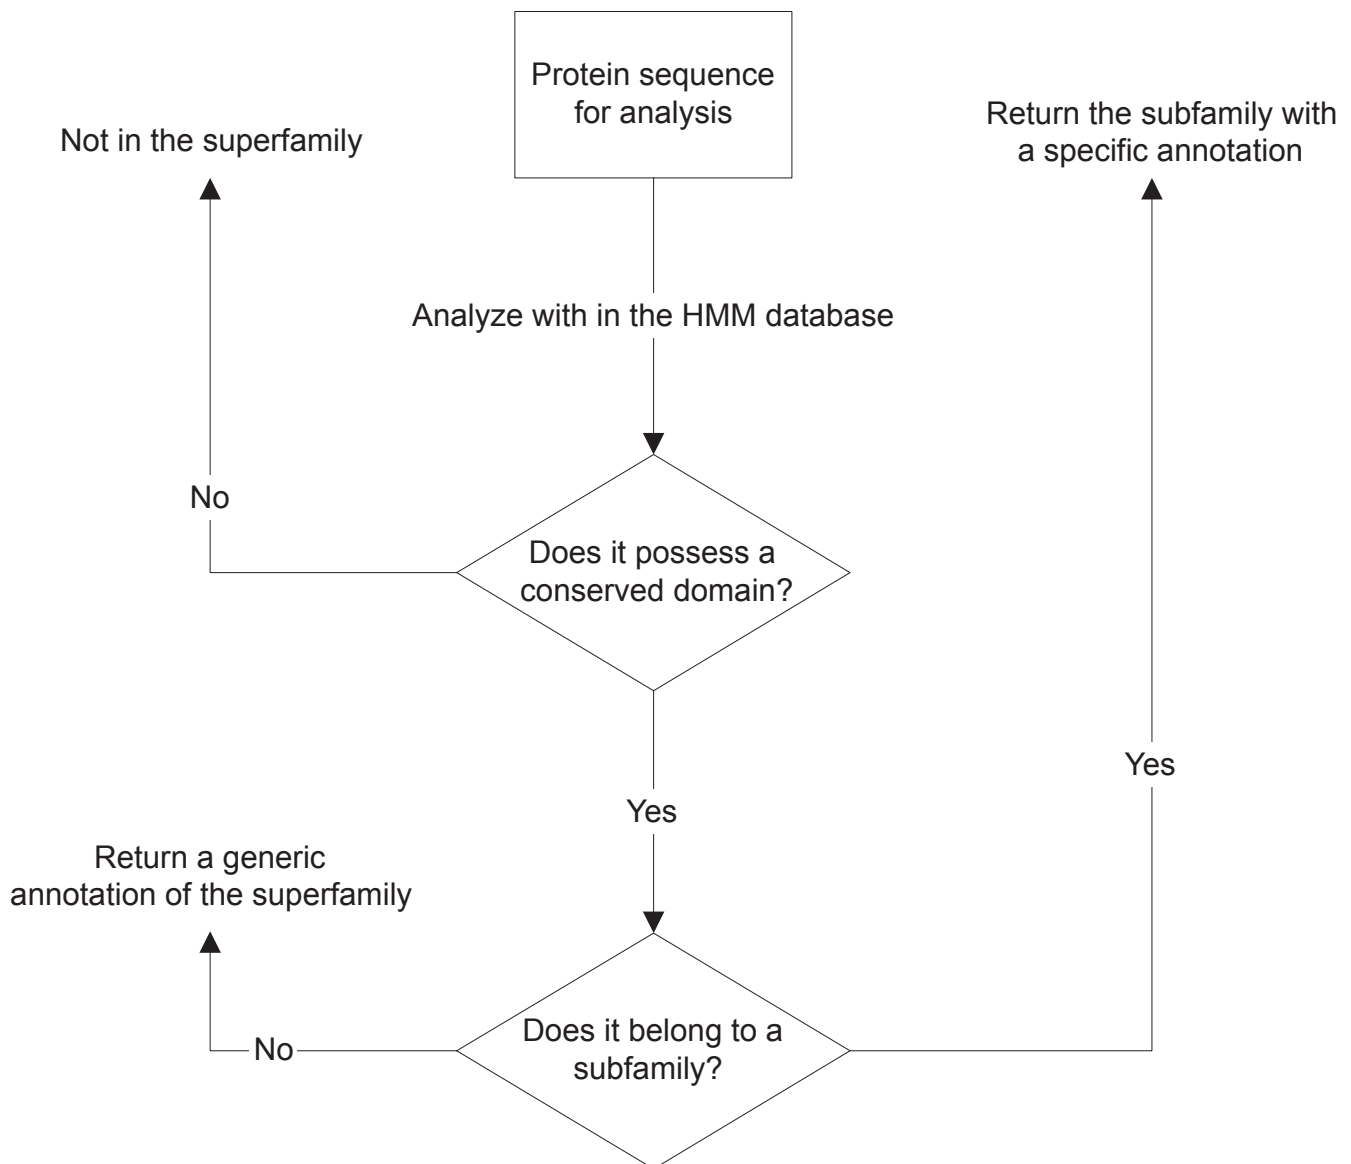 Protein sequence
for analysis
Not in the superfamily
Return the subfamily with
a specific annotation
Analyze with in the HMM database
No
Does it possess a
conserved domain?
Yes
Yes
Return a generic
annotation of the superfamily
No
Does it belong to a
subfamily?